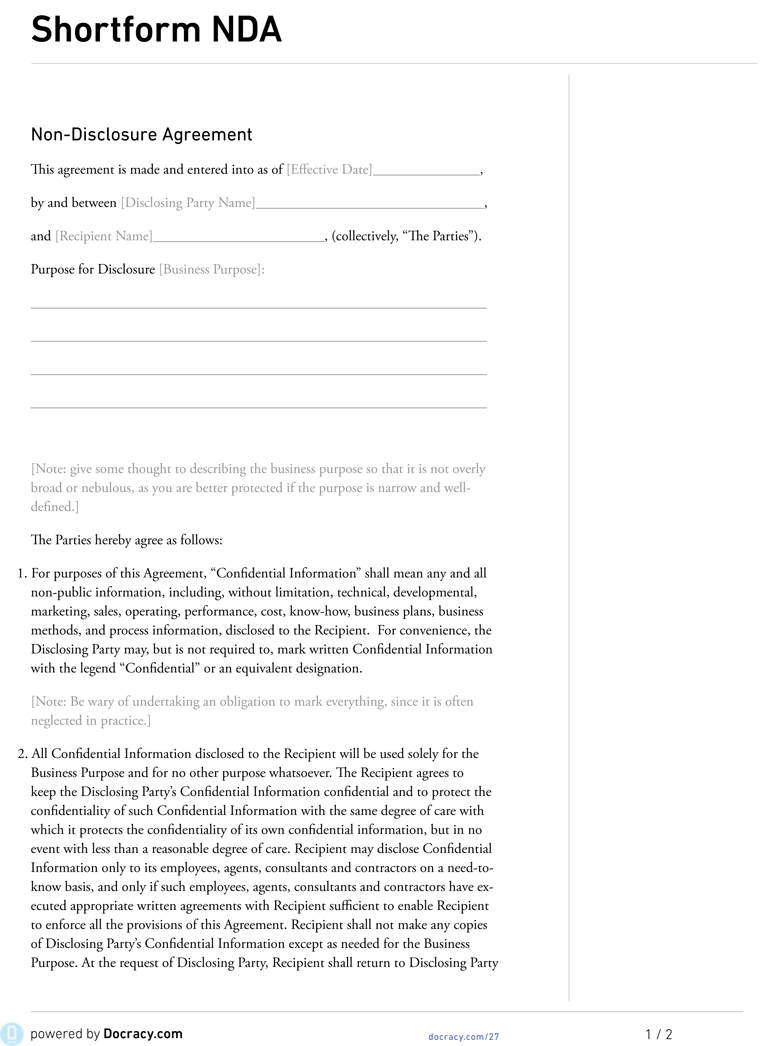 Shortform NDA
Non-Disclosure Agreement
This agreement is made and entered into as of [Effective Date]_______________,
by and between [Disclosing Party Name]________________________________,
and [Recipient Name]________________________, (collectively, “The Parties”).
Purpose for Disclosure [Business Purpose]:
[Note: give some thought to describing the business purpose so that it is not overly
broad or nebulous, as you are better protected if the purpose is narrow and well-
defined.]
The Parties hereby agree as follows:
1. For purposes of this Agreement, “Confidential Information” shall mean any and all
non-public information, including, without limitation, technical, developmental,
marketing, sales, operating, performance, cost, know-how, business plans, business
methods, and process information, disclosed to the Recipient.  For convenience, the
Disclosing Party may, but is not required to, mark written Confidential Information
with the legend “Confidential” or an equivalent designation.
[Note: Be wary of undertaking an obligation to mark everything, since it is often
neglected in practice.]
2. All Confidential Information disclosed to the Recipient will be used solely for the
Business Purpose and for no other purpose whatsoever. The Recipient agrees to
keep the Disclosing Party’s Confidential Information confidential and to protect the
confidentiality of such Confidential Information with the same degree of care with
which it protects the confidentiality of its own confidential information, but in no
event with less than a reasonable degree of care. Recipient may disclose Confidential
Information only to its employees, agents, consultants and contractors on a need-to-
know basis, and only if such employees, agents, consultants and contractors have ex-
ecuted appropriate written agreements with Recipient sufficient to enable Recipient
to enforce all the provisions of this Agreement. Recipient shall not make any copies
of Disclosing Party’s Confidential Information except as needed for the Business
Purpose. At the request of Disclosing Party, Recipient shall return to Disclosing Party
powered by Docracy.com
docracy.com/27
1 / 2